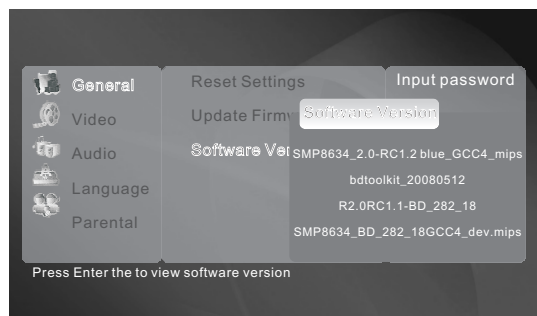 General
Video
Audio
Language
Parental
Reset Settings
Update Firmw
Software Ver
Input password
Software Version
SMP8634_2.0-RC1.2 blue_GCC4_mips
bdtoolkit_20080512
R2.0RC1.1-BD_282_18
SMP8634_BD_282_18GCC4_dev.mips
Press Enter the to view software version